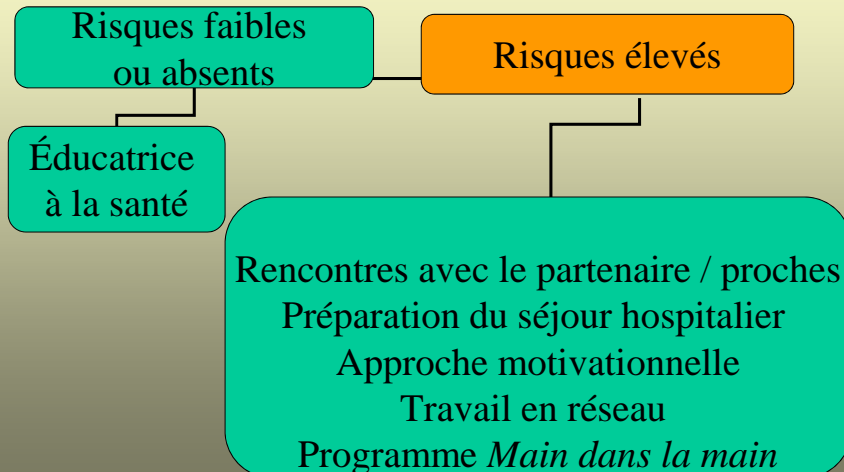 Risques faibles
ou absents
Risques élevés
Éducatrice
à la santé
Rencontres avec le partenaire / proches
Préparation du séjour hospitalier
Approche motivationnelle
Travail en réseau
Programme Main dans la main